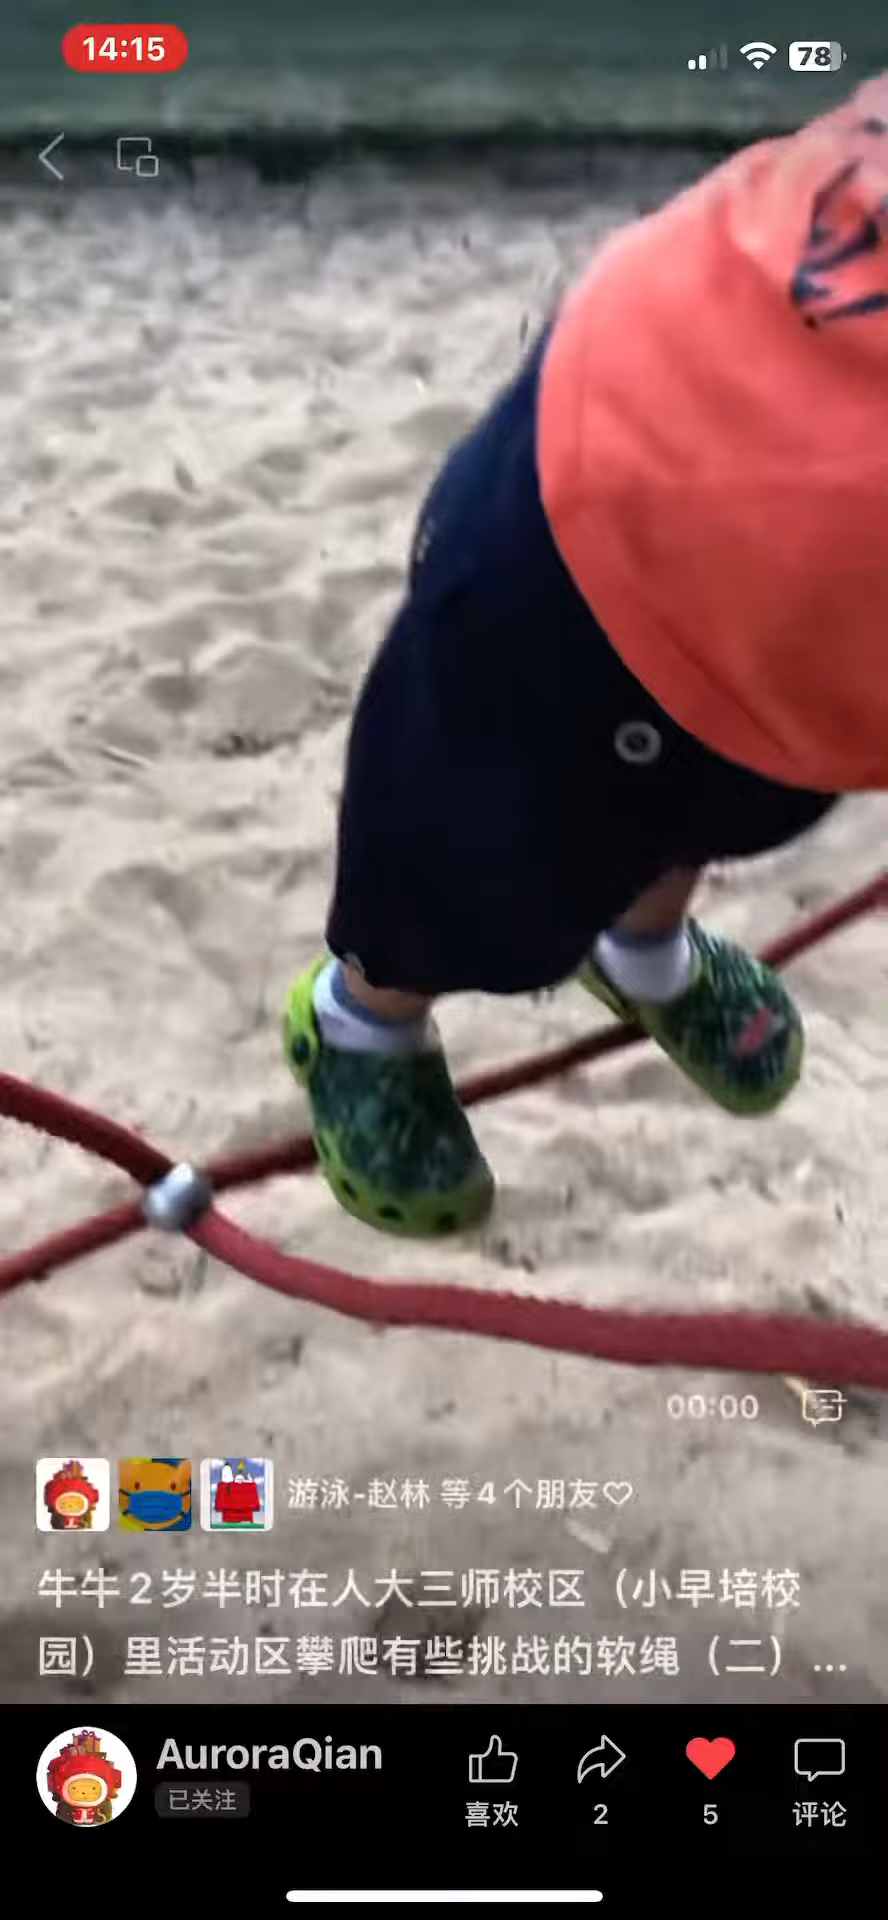 14:15
78
00:00
游泳-赵林 等4个朋友♡
牛牛2岁半时在人大三师校区（小早培校
园）里活动区攀爬有些挑战的软绳（二）...
AuroraQian
已关注
喜欢
2
5
评论